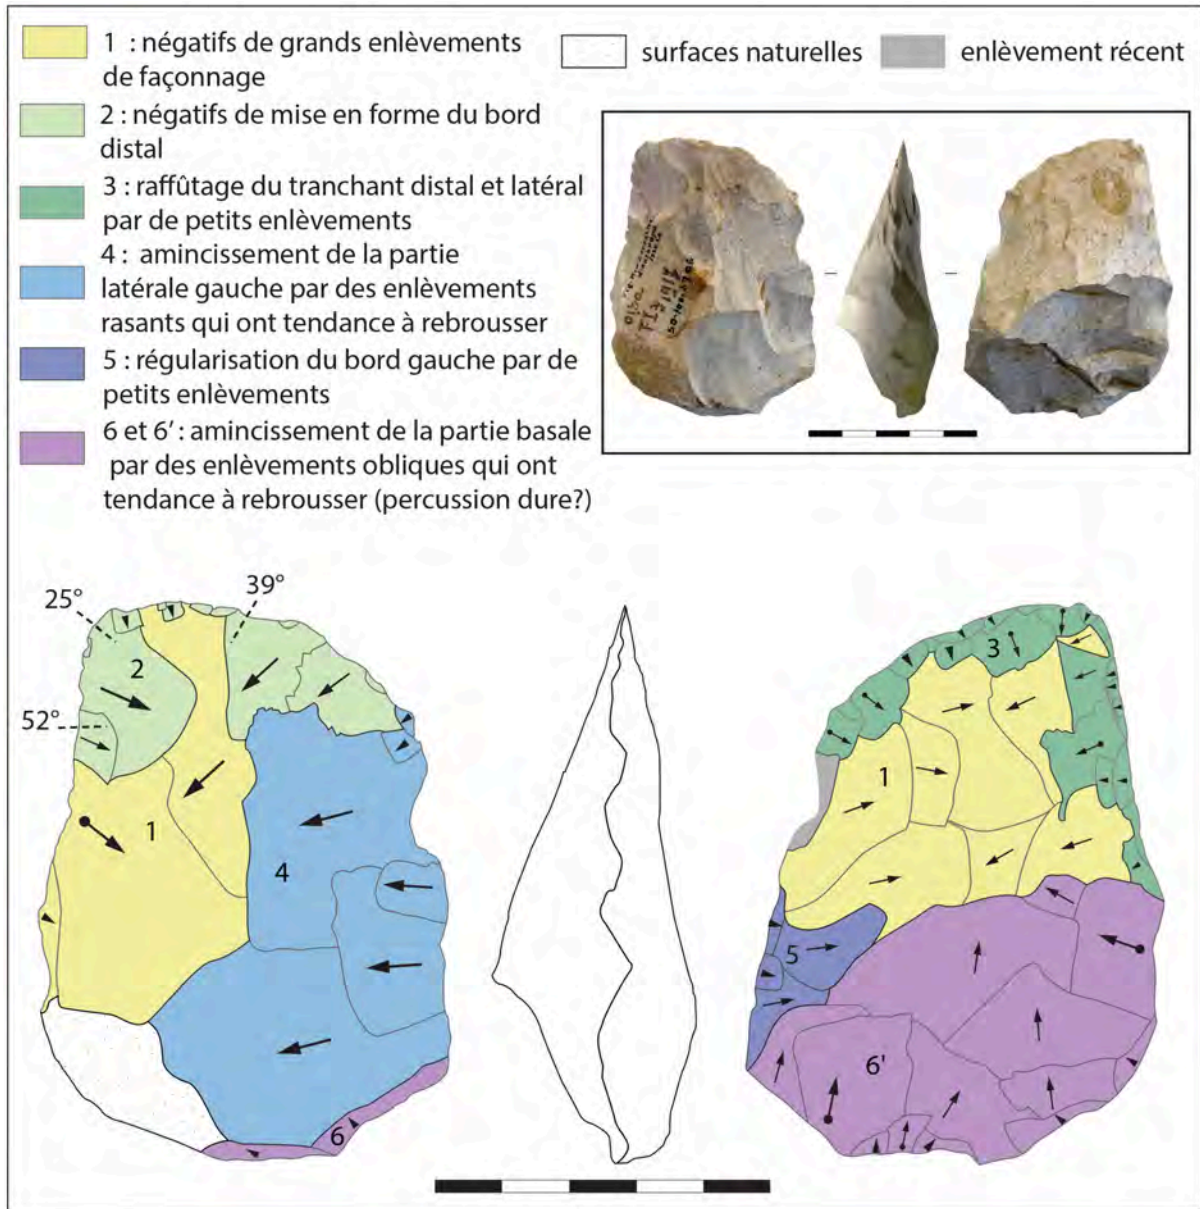 1 : négatifs de grands enlèvements
de façonnage
surfaces naturelles
enlèvement récent
2 : négatifs de mise en forme du bord
distal
3 : raffûtage du tranchant distal et latéral
par de petits enlèvements
4 : amincissement de la partie
latérale gauche par des enlèvements
rasants qui ont tendance à rebrousser
5 : régularisation du bord gauche par de
petits enlèvements
6 et 6' : amincissement de la partie basale
par des enlèvements obliques qui ont
tendance à rebrousser (percussion dure?)
25°
39°
52°
2
1
4
6
3
1
5
6'